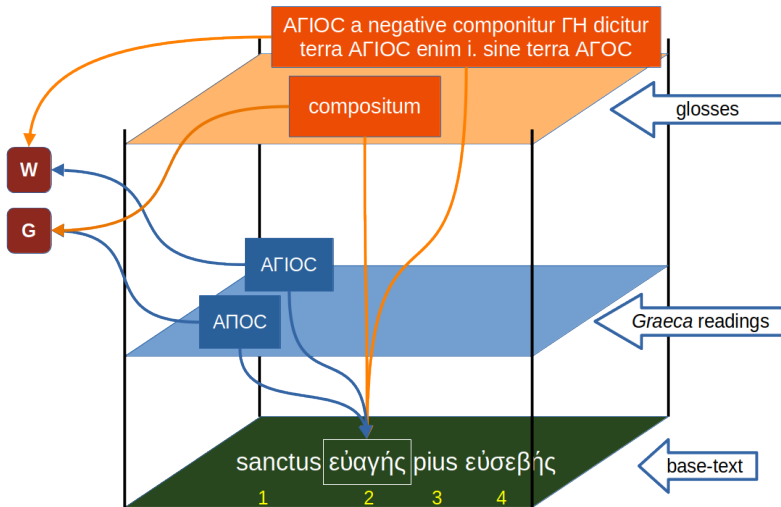 ΑΓΙΟC a negative componitur ΓΗ dicitur
terra ΑΓΙΟC enim i. sine terra ΑΓΟC
compositum
glosses
W
G
ΑΓΙΟC
ΑΠΟC
Graeca readings
sanctus εὐαγής pius εὐσεβής
base-text
1 2 3 4